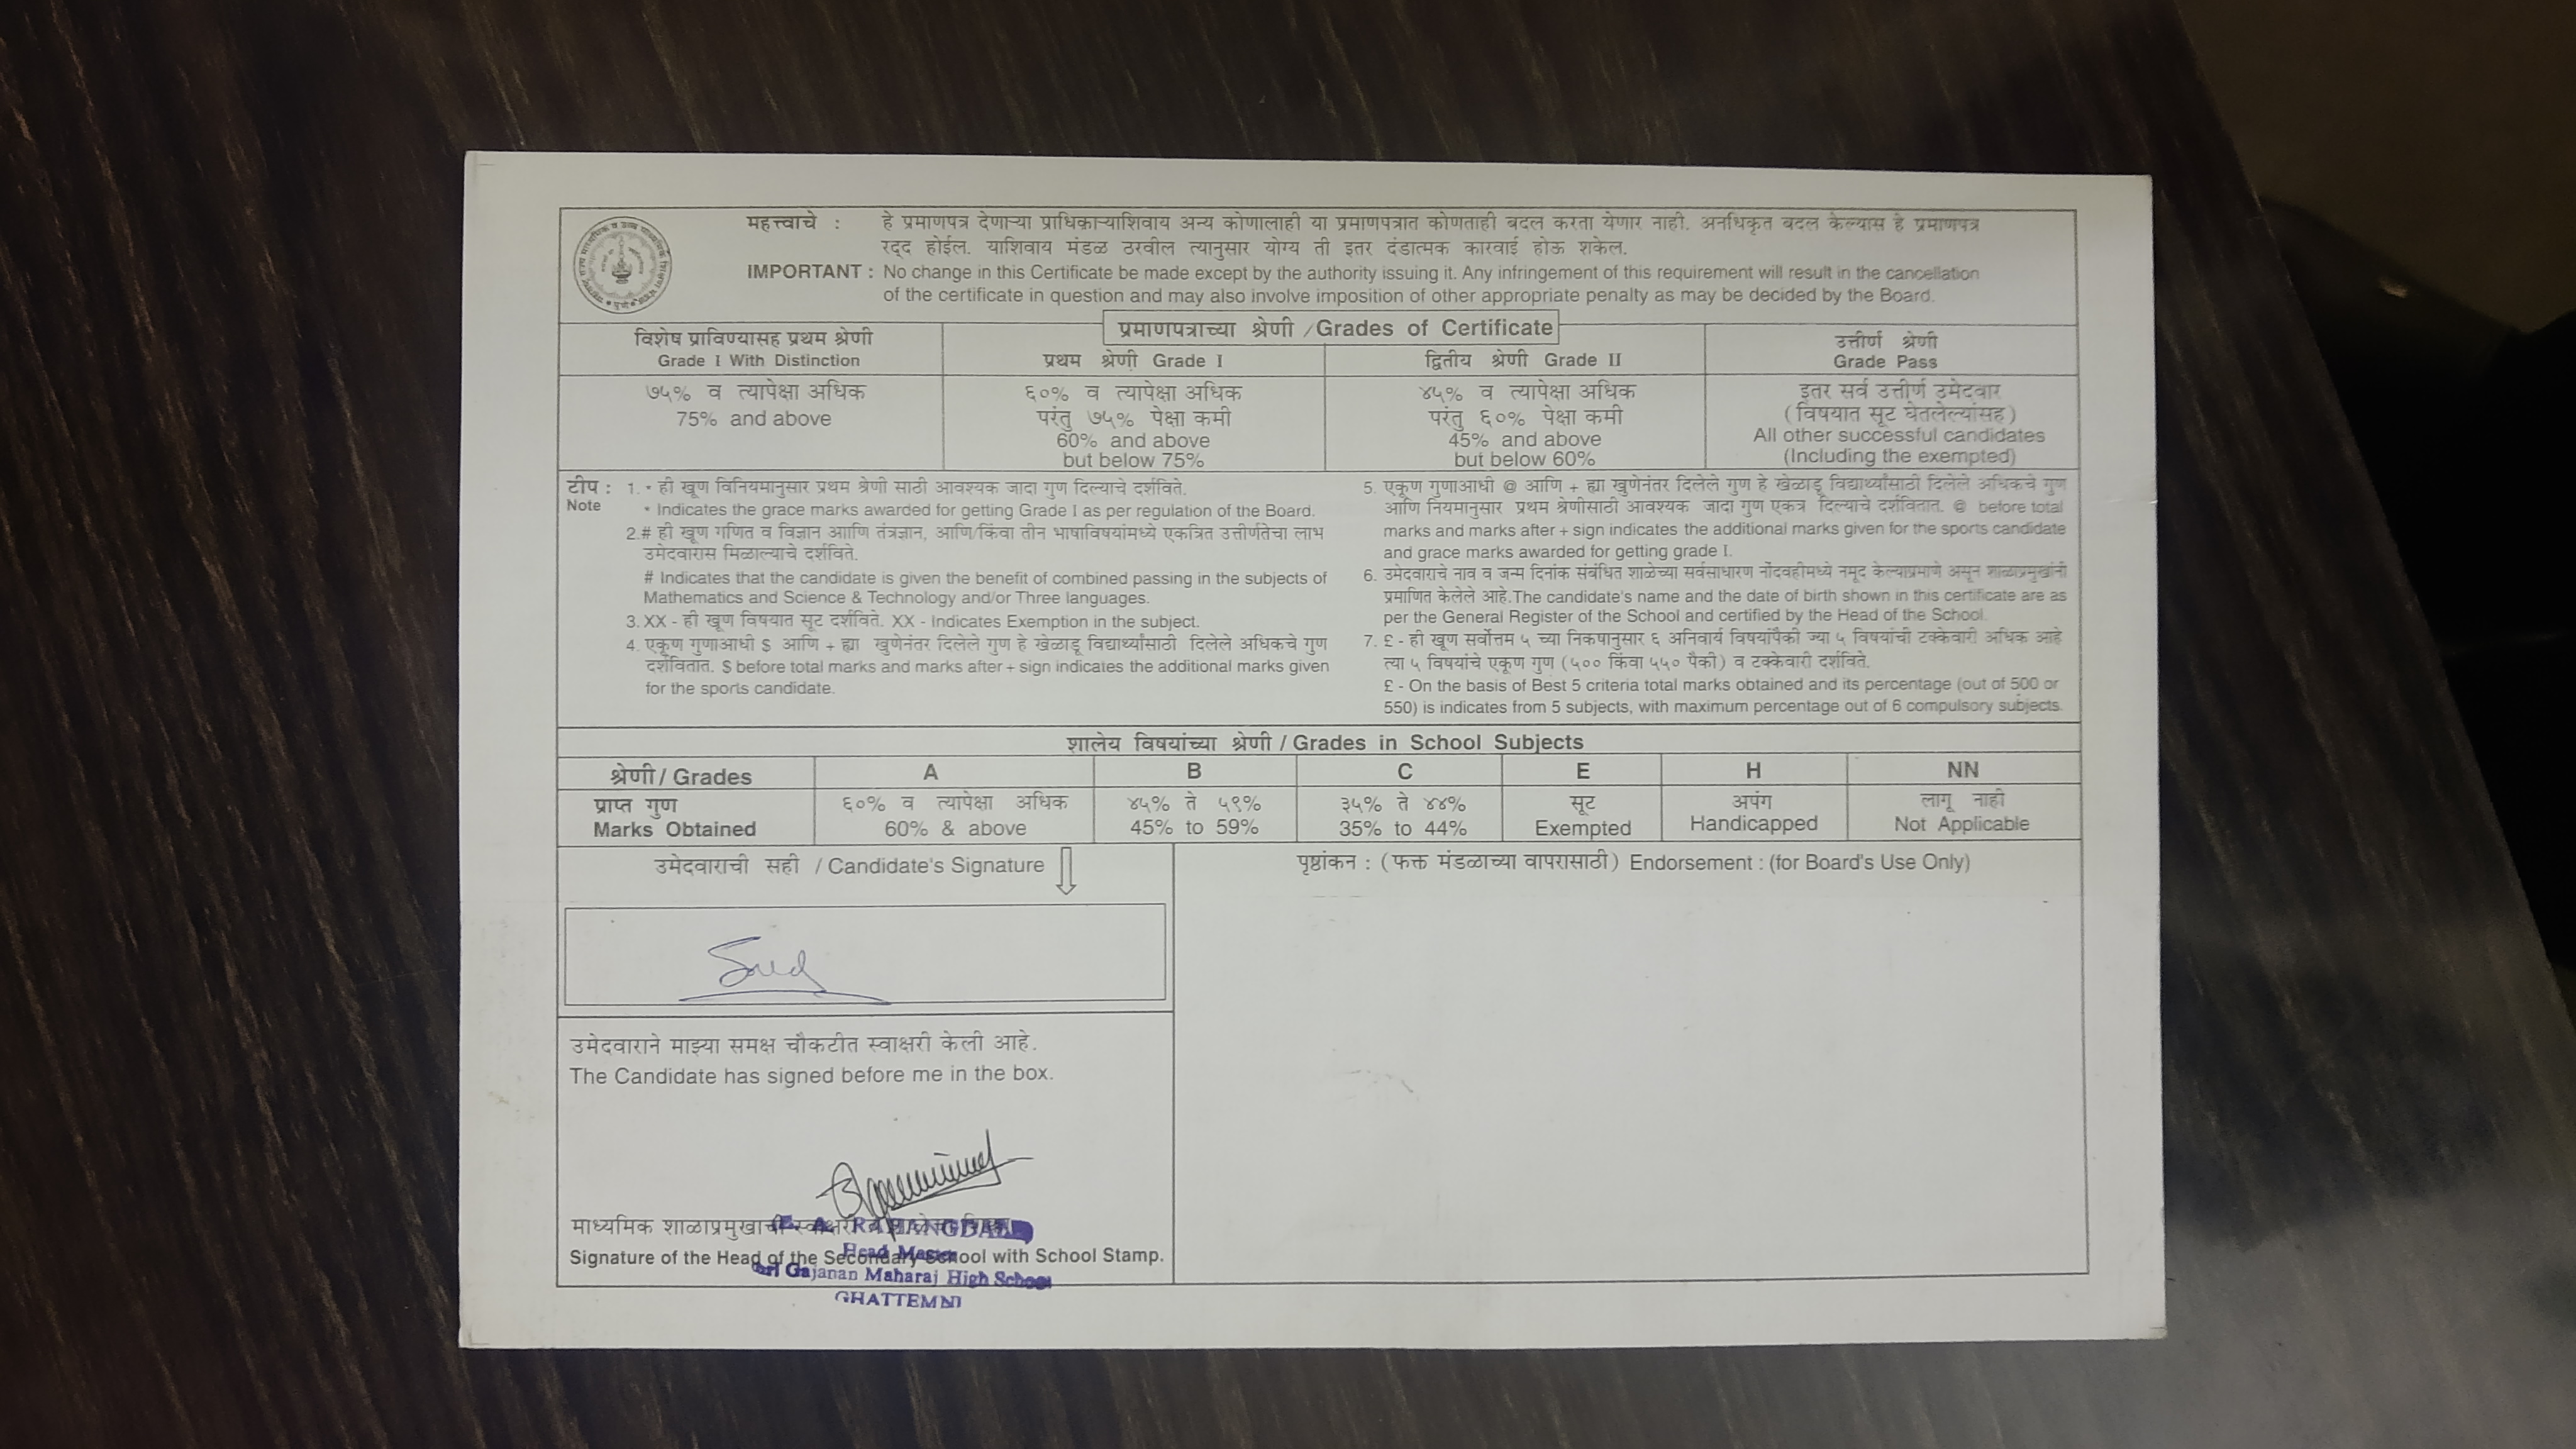 महत्त्वाचे : हे प्रमाणपत्र देणाऱ्या प्राधिकाऱ्याशिवाय अन्य कोणालाही या प्रमाणपत्रात कोणताही बदल करता येणार नाही. अनधिकृत बदल केल्यास हे प्रमाणपत्र
रद्द होईल. याशिवाय मंडळ ठरवील त्यानुसार योग्य ती इतर दंडात्मक कारवाई होऊ शकेल.
IMPORTANT : No change in this Certificate be made except by the authority issuing it. Any infringement of this requirement will result in the cancellation
of the certificate in question and may also involve imposition of other appropriate penalty as may be decided by the Board.
प्रमाणपत्राच्या श्रेणी / Grades of Certificate
विशेष प्राविण्यासह प्रथम श्रेणी
Grade I With Distinction
प्रथम श्रेणी Grade I
द्वितीय श्रेणी Grade II
उत्तीर्ण श्रेणी
Grade Pass
७५% व त्यापेक्षा अधिक
75% and above
६०% व त्यापेक्षा अधिक
परंतु ७५% पेक्षा कमी
60% and above
but below 75%
४५% व त्यापेक्षा अधिक
परंतु ६०% पेक्षा कमी
45% and above
but below 60%
इतर सर्व उत्तीर्ण उमेदवार
(विषयात सूट घेतलेल्यांसह)
All other successful candidates
(Including the exempted)
टीप : 1. * ही खूण विनियमानुसार प्रथम श्रेणी साठी आवश्यक जादा गुण दिल्याचे दर्शविते.
Note * Indicates the grace marks awarded for getting Grade I as per regulation of the Board.
2.# ही खूण गणित व विज्ञान आणि तंत्रज्ञान, आणि/किंवा तीन भाषाविषयांमध्ये एकत्रित उत्तीर्णतेचा लाभ
उमेदवारास मिळाल्याचे दर्शविते.
# Indicates that the candidate is given the benefit of combined passing in the subjects of
Mathematics and Science & Technology and/or Three languages.
3. XX - ही खूण विषयात सूट दर्शविते. XX - Indicates Exemption in the subject.
4. एकूण गुणाआधी $ आणि + ह्या खुणेनंतर दिलेले गुण हे खेळाडू विद्यार्थ्यांसाठी दिलेले अधिकचे गुण
दर्शवितात. $ before total marks and marks after + sign indicates the additional marks given
for the sports candidate.
5. एकूण गुणाआधी @ आणि + ह्या खुणेनंतर दिलेले गुण हे खेळाडू विद्यार्थ्यांसाठी दिलेले अधिकचे गुण
आणि नियमानुसार प्रथम श्रेणीसाठी आवश्यक जादा गुण एकत्र दिल्याचे दर्शवितात. @ before total
marks and marks after + sign indicates the additional marks given for the sports candidate
and grace marks awarded for getting grade I.
6. उमेदवाराचे नाव व जन्म दिनांक संबंधित शाळेच्या सर्वसाधारण नोंदवहीमध्ये नमूद केल्याप्रमाणे असून शाळाप्रमुखांनी
प्रमाणित केलेले आहे. The candidate's name and the date of birth shown in this certificate are as
per the General Register of the School and certified by the Head of the School.
7. £ - ही खूण सर्वोत्तम ५ च्या निकषानुसार ६ अनिवार्य विषयांपैकी ज्या ५ विषयांची टक्केवारी अधिक आहे
त्या ५ विषयांचे एकूण गुण (५०० किंवा ५५० पैकी) व टक्केवारी दर्शविते.
£ - On the basis of Best 5 criteria total marks obtained and its percentage (out of 500 or
550) is indicates from 5 subjects, with maximum percentage out of 6 compulsory subjects.
शालेय विषयांच्या श्रेणी / Grades in School Subjects
श्रेणी / Grades A B C E H NN
प्राप्त गुण ६०% व त्यापेक्षा अधिक ४५% ते ५९% ३५% ते ४४% सूट अपंग लागू नाही
Marks Obtained 60% & above 45% to 59% 35% to 44% Exempted Handicapped Not Applicable
उमेदवाराची सही / Candidate's Signature
पृष्ठांकन : ( फक्त मंडळाच्या वापरासाठी ) Endorsement : (for Board's Use Only)
उमेदवाराने माझ्या समक्ष चौकटीत स्वाक्षरी केली आहे.
The Candidate has signed before me in the box.
माध्यमिक शाळाप्रमुखाची
Signature of the Head of the Secondary School with School Stamp.
Head Master
Gajanan Maharaj High School